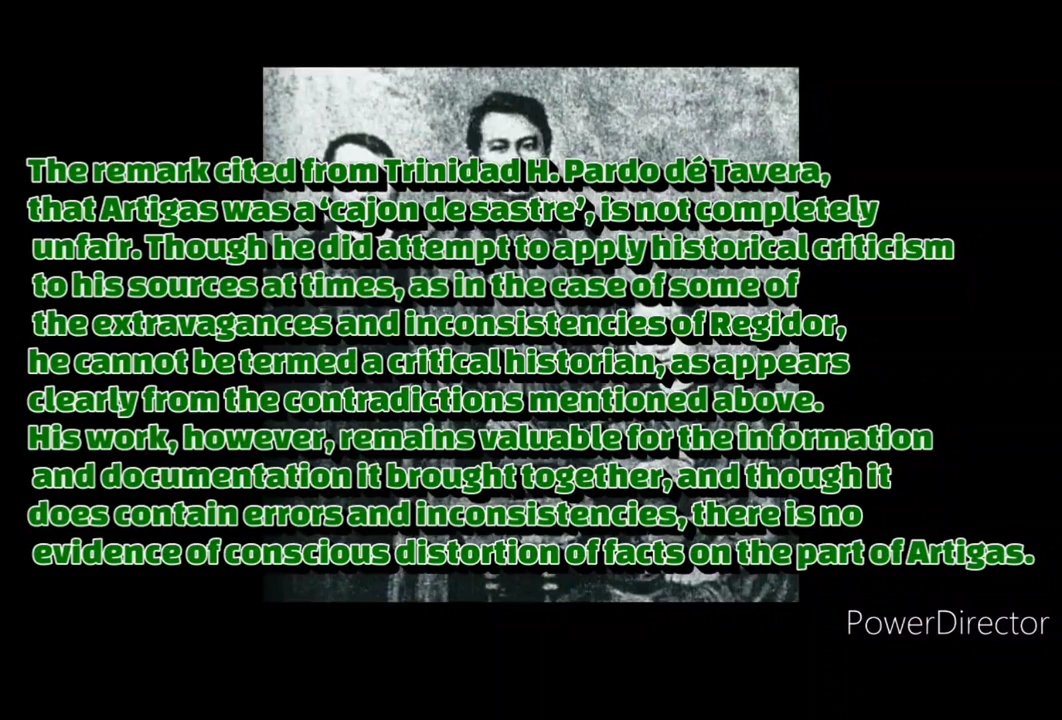 The remark cited from Trinidad H. Pardo dé Tavera,
that Artigas was a ‘cajon de sastre’, is not completely
unfair. Though he did attempt to apply historical criticism
to his sources at times, as in the case of some of
the extravagances and inconsistencies of Regidor,
he cannot be termed a critical historian, as appears
clearly from the contradictions mentioned above.
His work, however, remains valuable for the information
and documentation it brought together, and though it
does contain errors and inconsistencies, there is no
evidence of conscious distortion of facts on the part of Artigas.
PowerDirector